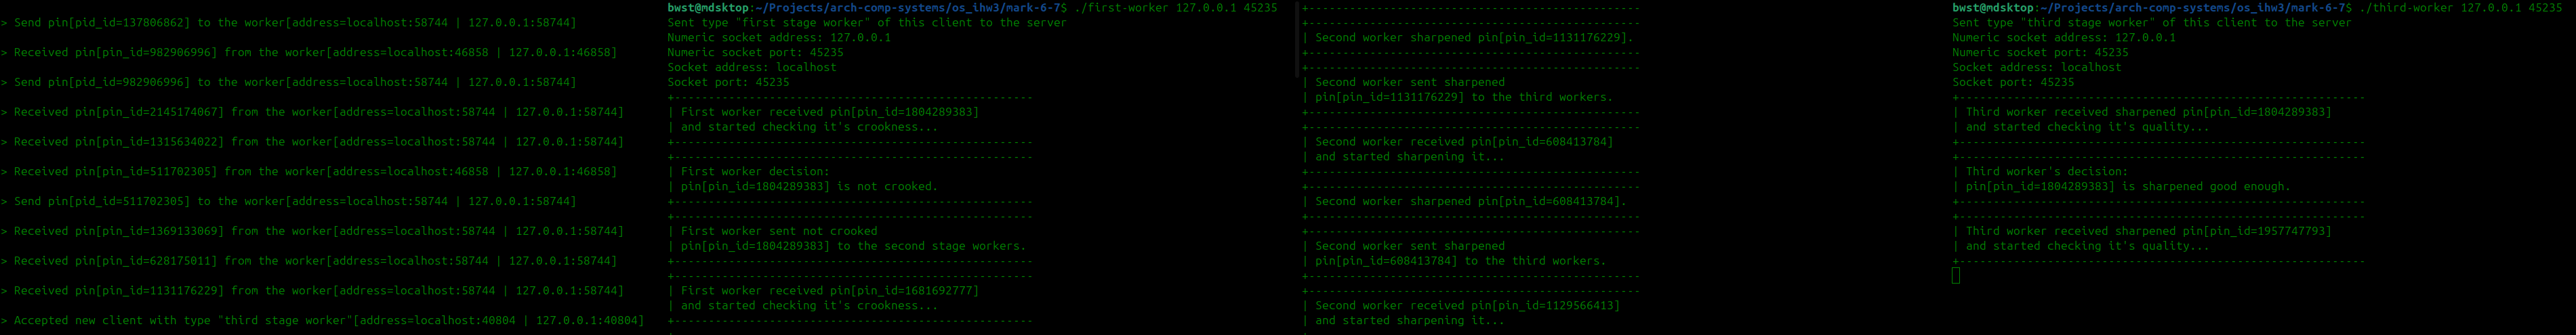 > Send pin[pid_id=137806862] to the worker[address=localhost:58744 | 127.0.0.1:58744]
> Received pin[pin_id=982906996] from the worker[address=localhost:46858 | 127.0.0.1:46858]
> Send pin[pid_id=982906996] to the worker[address=localhost:58744 | 127.0.0.1:58744]
> Received pin[pin_id=2145174067] from the worker[address=localhost:58744 | 127.0.0.1:58744]
> Received pin[pin_id=1315634022] from the worker[address=localhost:58744 | 127.0.0.1:58744]
> Received pin[pin_id=511702305] from the worker[address=localhost:46858 | 127.0.0.1:46858]
> Send pin[pid_id=511702305] to the worker[address=localhost:58744 | 127.0.0.1:58744]
> Received pin[pin_id=1369133069] from the worker[address=localhost:58744 | 127.0.0.1:58744]
> Received pin[pin_id=628175011] from the worker[address=localhost:58744 | 127.0.0.1:58744]
> Received pin[pin_id=1131176229] from the worker[address=localhost:58744 | 127.0.0.1:58744]
> Accepted new client with type "third stage worker"[address=localhost:40804 | 127.0.0.1:40804]
bwst@mdsktop:~/Projects/arch-comp-systems/os_ihw3/mark-6-7$ ./first-worker 127.0.0.1 45235
Sent type "first stage worker" of this client to the server
Numeric socket address: 127.0.0.1
Numeric socket port: 45235
Socket address: localhost
Socket port: 45235
+-----------------------------------------------------
| First worker received pin[pin_id=1804289383]
| and started checking it's crookness...
+-----------------------------------------------------
+-----------------------------------------------------
| First worker decision:
| pin[pin_id=1804289383] is not crooked.
+-----------------------------------------------------
+-----------------------------------------------------
| First worker sent not crooked
| pin[pin_id=1804289383] to the second stage workers.
+-----------------------------------------------------
+-----------------------------------------------------
| First worker received pin[pin_id=1681692777]
| and started checking it's crookness...
+-----------------------------------------------------
+-------------------------------------------------
+-------------------------------------------------
| Second worker sharpened pin[pin_id=1131176229].
+-------------------------------------------------
+-------------------------------------------------
| Second worker sent sharpened
| pin[pin_id=1131176229] to the third workers.
+-------------------------------------------------
+-------------------------------------------------
| Second worker received pin[pin_id=608413784]
| and started sharpening it...
+-------------------------------------------------
+-------------------------------------------------
| Second worker sharpened pin[pin_id=608413784].
+-------------------------------------------------
+-------------------------------------------------
| Second worker sent sharpened
| pin[pin_id=608413784] to the third workers.
+-------------------------------------------------
| Second worker received pin[pin_id=1129566413]
| and started sharpening it...
bwst@mdsktop:~/Projects/arch-comp-systems/os_ihw3/mark-6-7$ ./third-worker 127.0.0.1 45235
Sent type "third stage worker" of this client to the server
Numeric socket address: 127.0.0.1
Numeric socket port: 45235
Socket address: localhost
Socket port: 45235
+------------------------------------------------------------
| Third worker received sharpened pin[pin_id=1804289383]
| and started checking it's quality...
+------------------------------------------------------------
+------------------------------------------------------------
| Third worker's decision:
| pin[pin_id=1804289383] is sharpened good enough.
+------------------------------------------------------------
+------------------------------------------------------------
| Third worker received sharpened pin[pin_id=1957747793]
| and started checking it's quality...
+------------------------------------------------------------